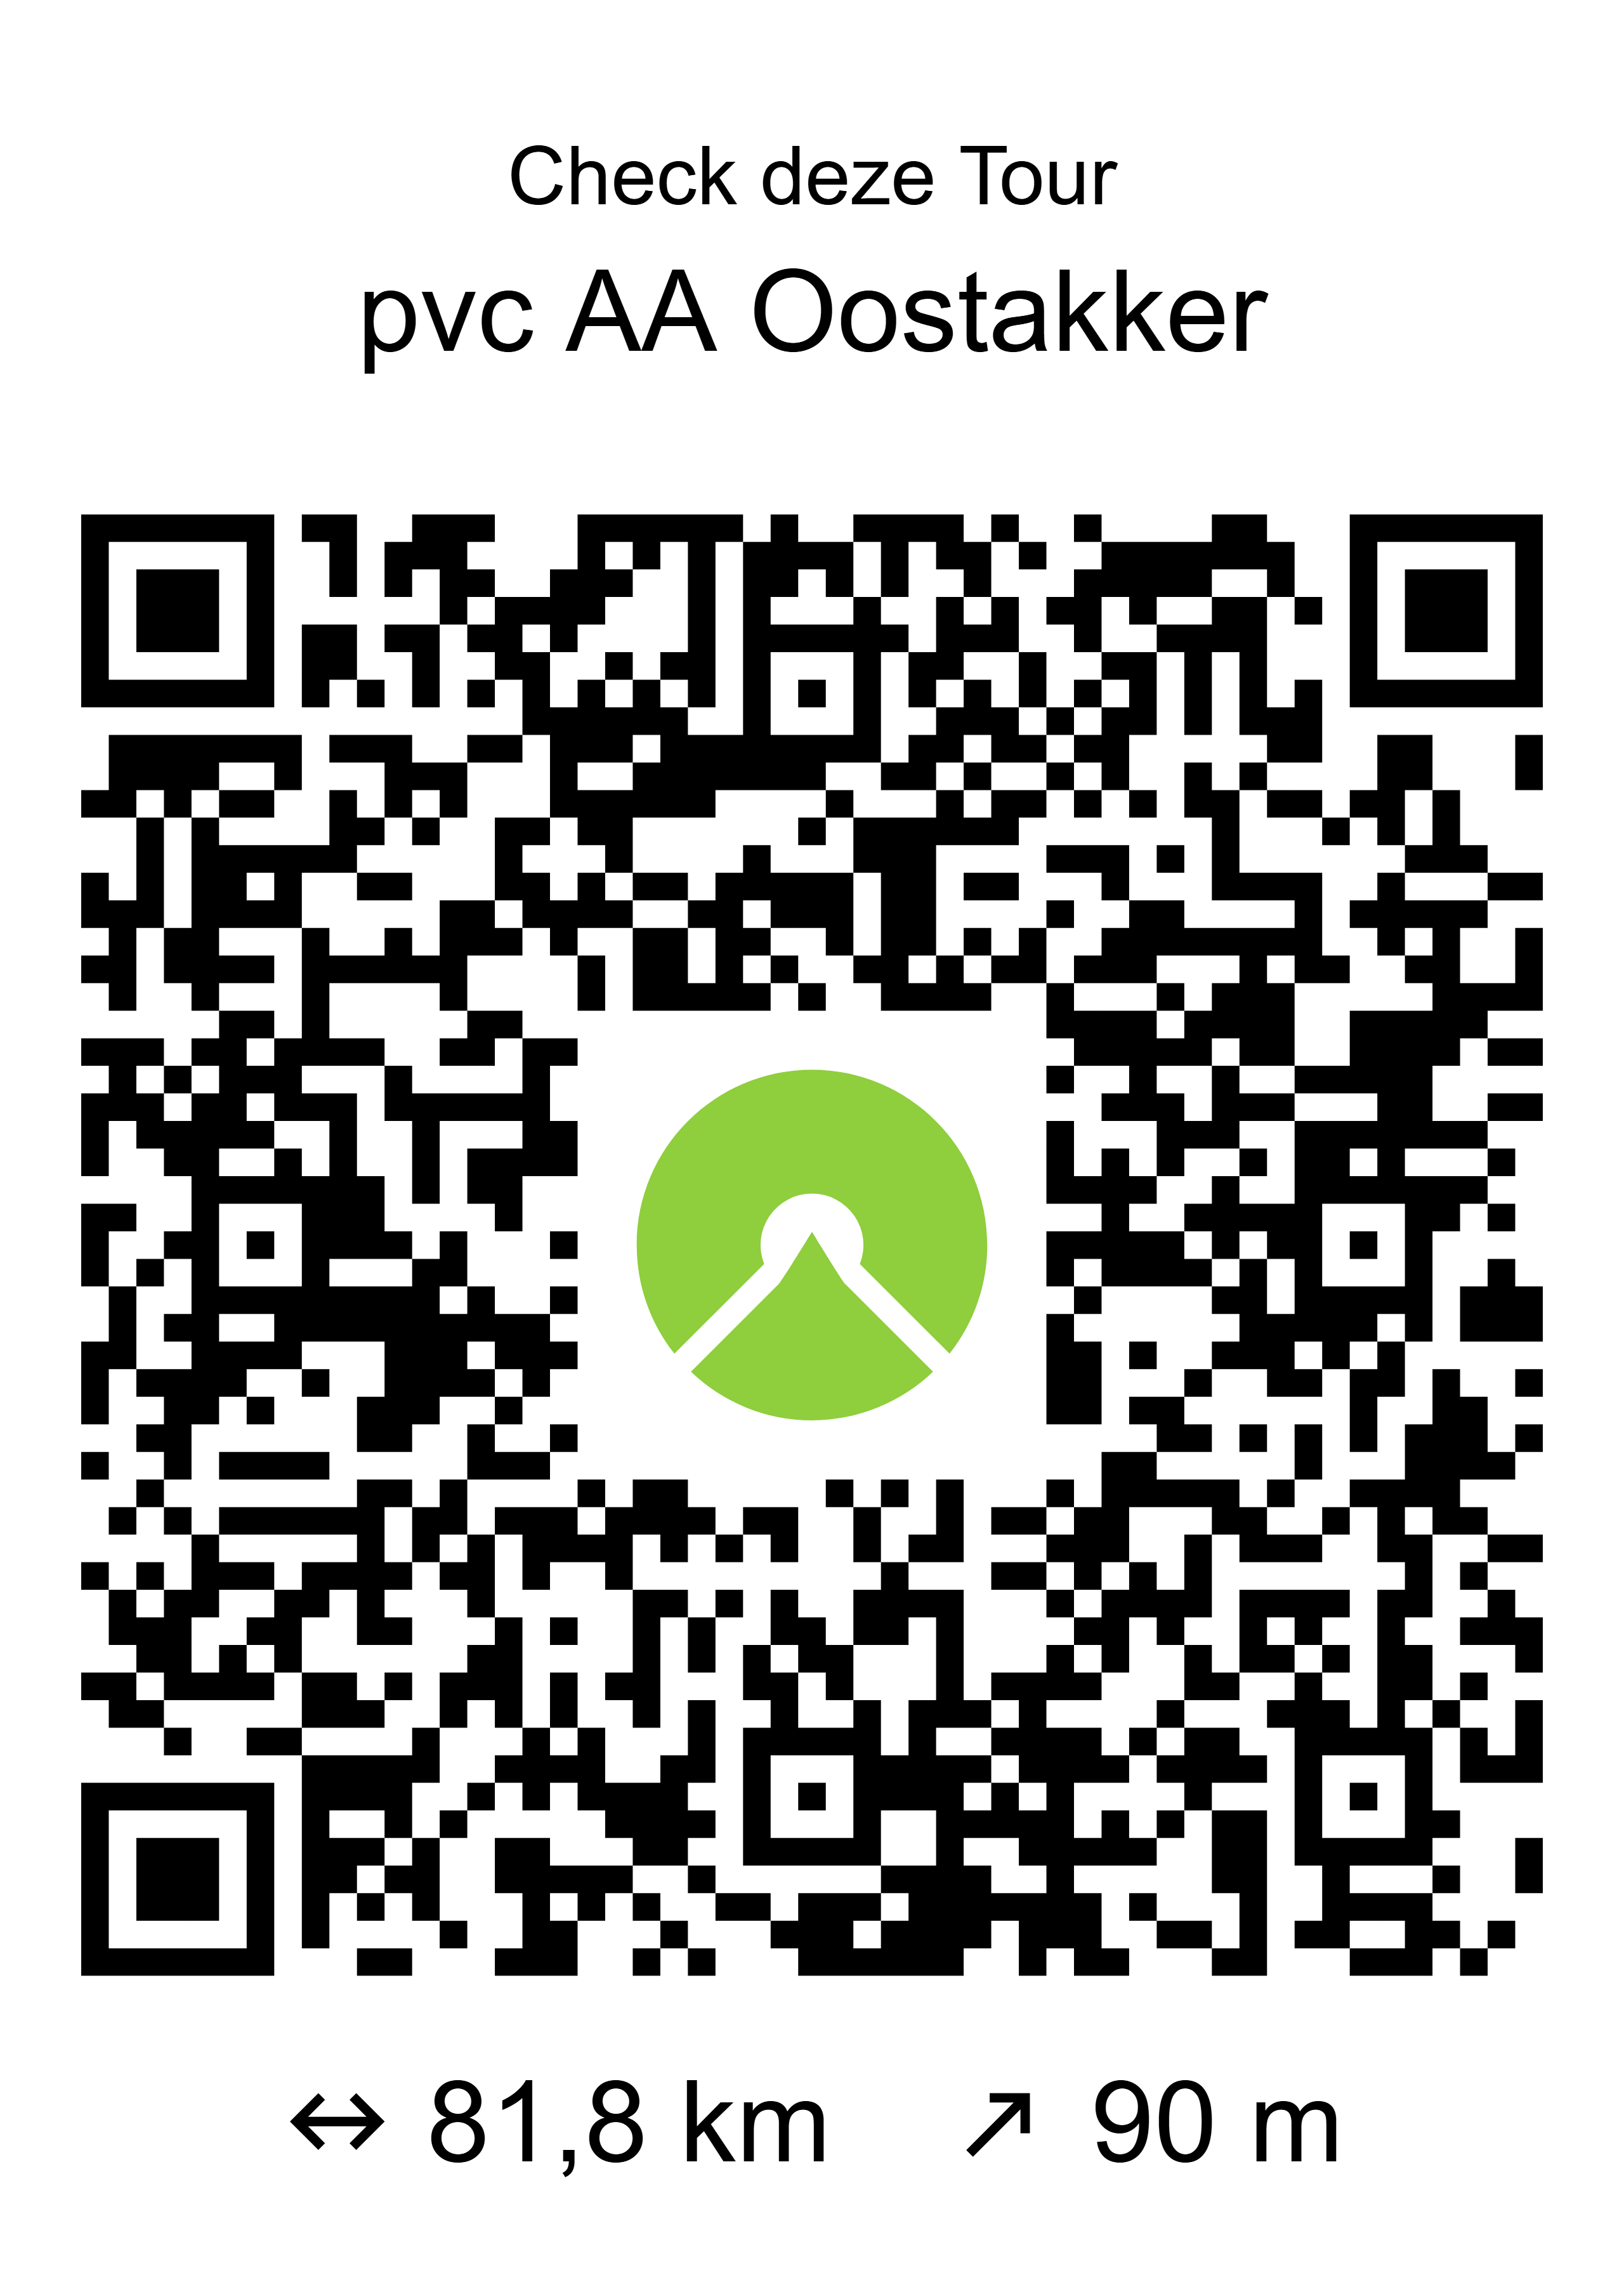 Check deze Tour
pvc AA Oostakker
↔ 81,8 km ↗ 90 m